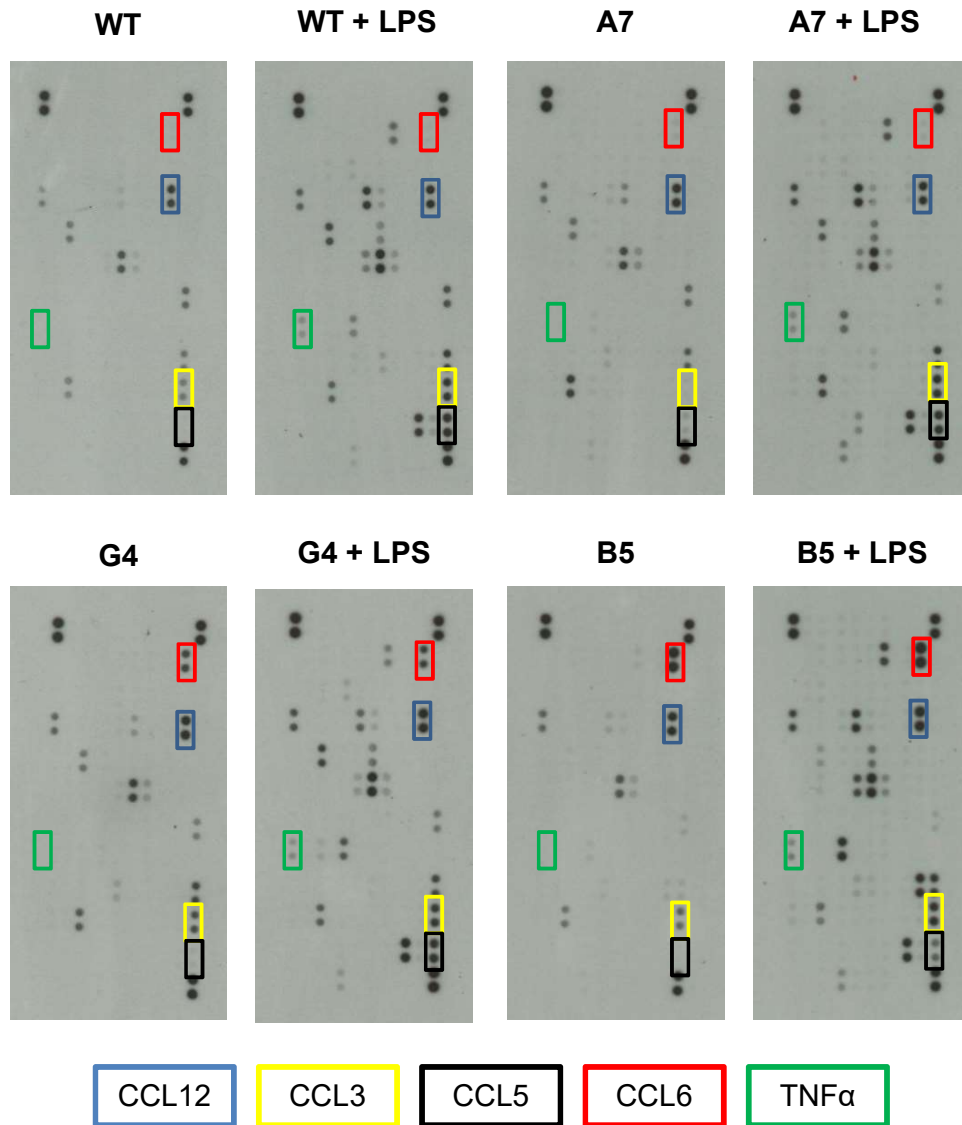 WT WT + LPS A7 A7 + LPS
G4 G4 + LPS B5 B5 + LPS
CCL12 CCL3 CCL5 CCL6 TNFα